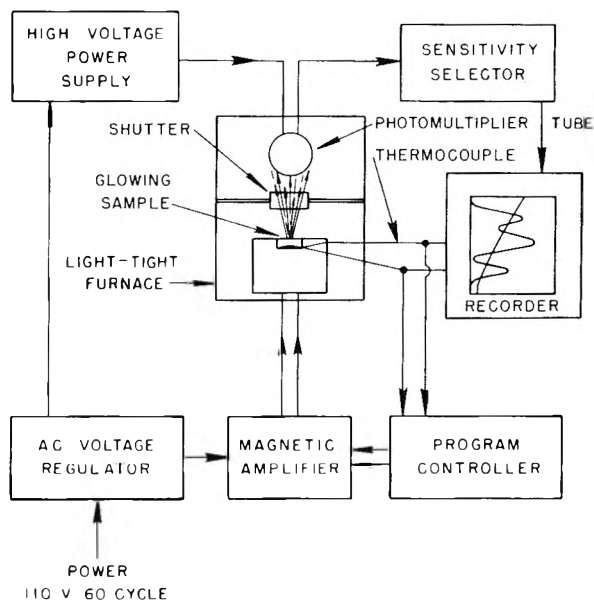 HIGH VOLTAGE
POWER
SUPPLY
SENSITIVITY
SELECTOR
SHUTTER
PHOTOMULTIPLIER TUBE
THERMOCOUPLE
GLOWING
SAMPLE
LIGHT-TIGHT
FURNACE
RECORDER
AC VOLTAGE
REGULATOR
MAGNETIC
AMPLIFIER
PROGRAM
CONTROLLER
POWER
110 V 60 CYCLE